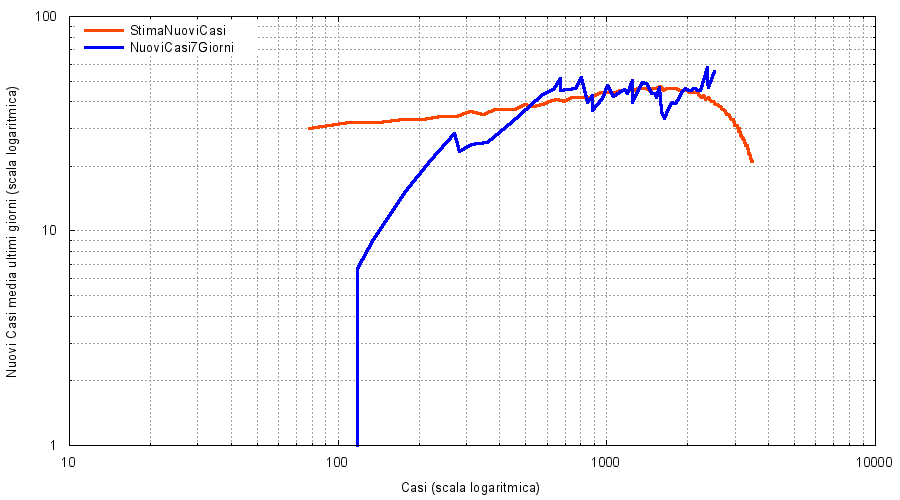 100
StimaNuoviCasi
NuoviCasi7Giorni
Nuovi Casi media ultimi giorni (scala logaritmica)
10
1
10
100
1000
10000
Casi (scala logaritmica)